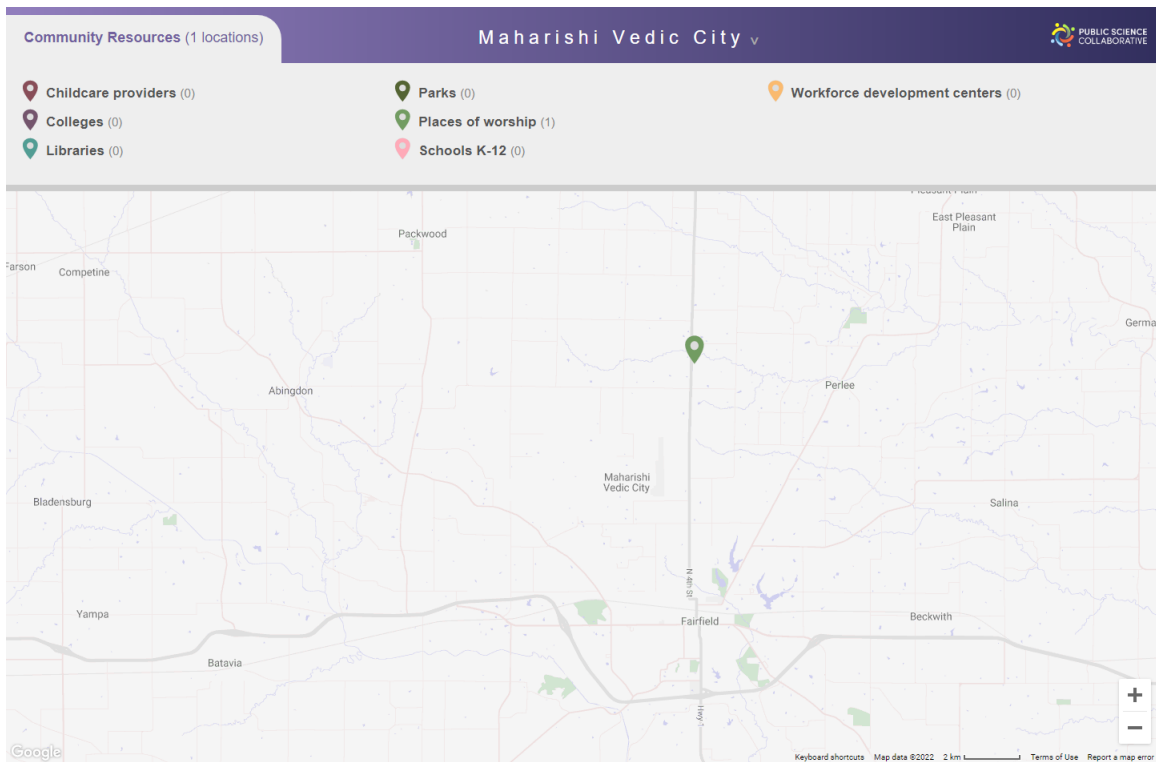 Community Resources (1 locations)
Maharishi Vedic City v
PUBLIC SCIENCE
COLLABORATIVE
Childcare providers (0)
Colleges (0)
Libraries (0)
Parks (0)
Places of worship (1)
Schools K-12 (0)
Workforce development centers (0)
Pleasant Plain
East Pleasant
Plain
Packwood
Farson
Competine
Germa
Abingdon
Perlee
Maharishi
Vedic City
Bladensburg
Salina
N 4th St
Yampa
Fairfield
Beckwith
Batavia
Hwy 1
+
−
Google
Keyboard shortcuts Map data ©2022 2 km Terms of Use Report a map error